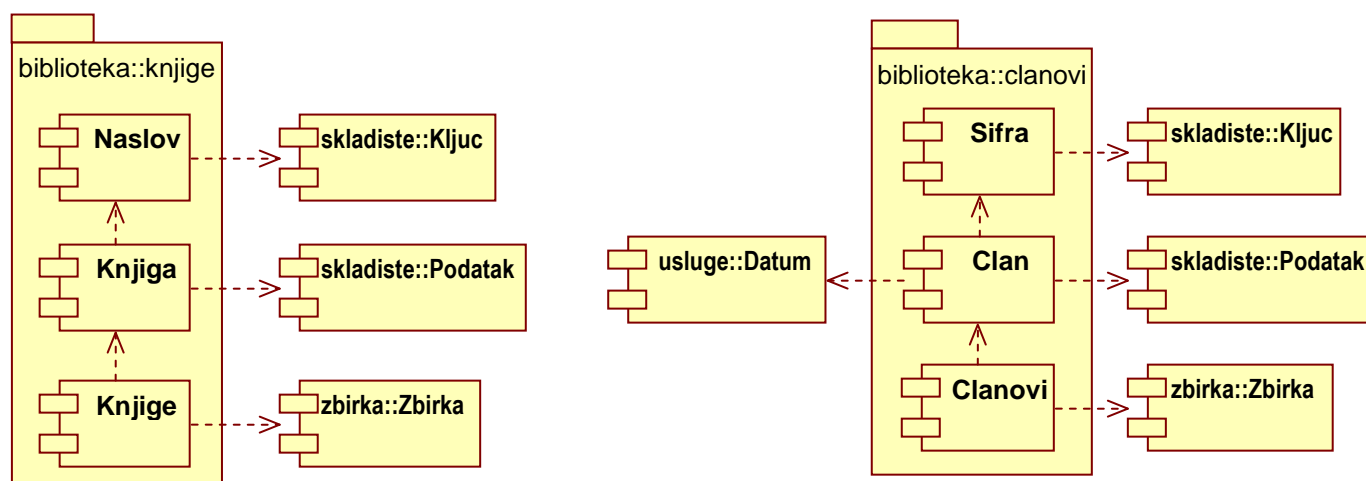 biblioteka::knjige
Naslov
skladiste::Kljuc
Knjiga
skladiste::Podatak
Knjige
zbirka::Zbirka
biblioteka::clanovi
Sifra
skladiste::Kljuc
usluge::Datum
Clan
skladiste::Podatak
Clanovi
zbirka::Zbirka